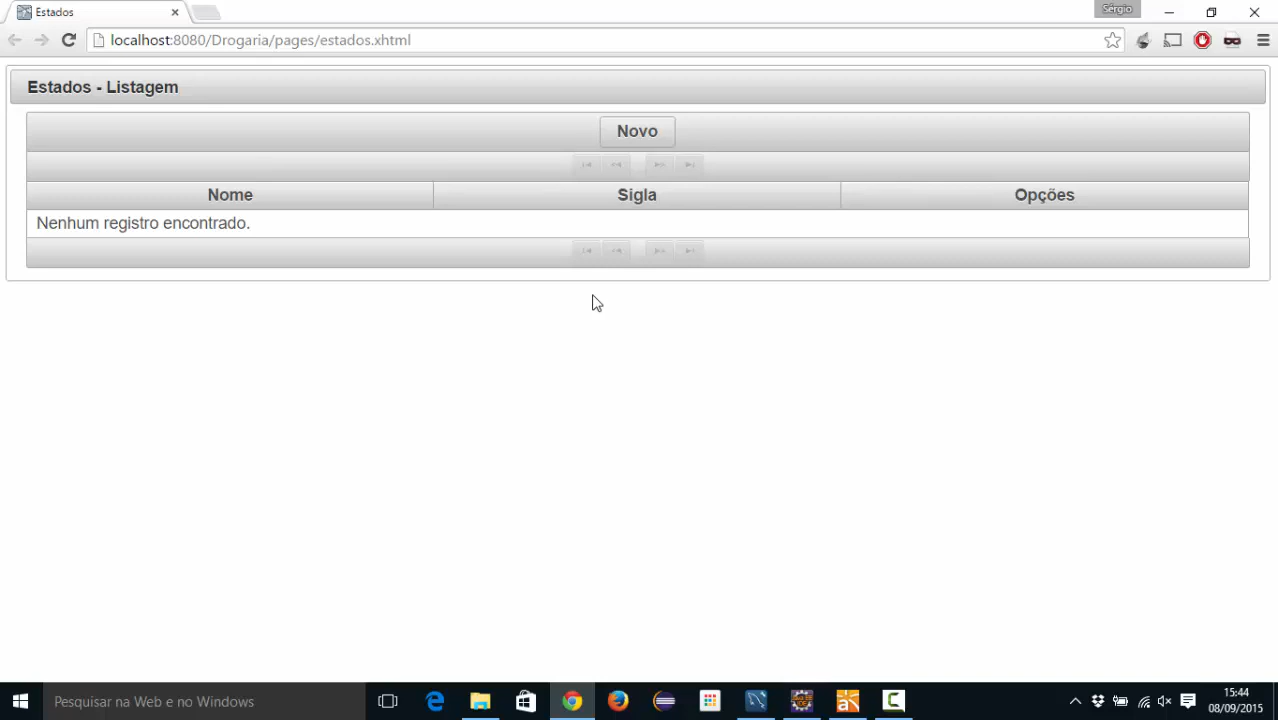 Estados
Sérgio
localhost:8080/Drogaria/pages/estados.xhtml
Estados - Listagem
Novo
Nome Sigla Opções
Nenhum registro encontrado.
Pesquisar na Web e no Windows
15:44
08/09/2015